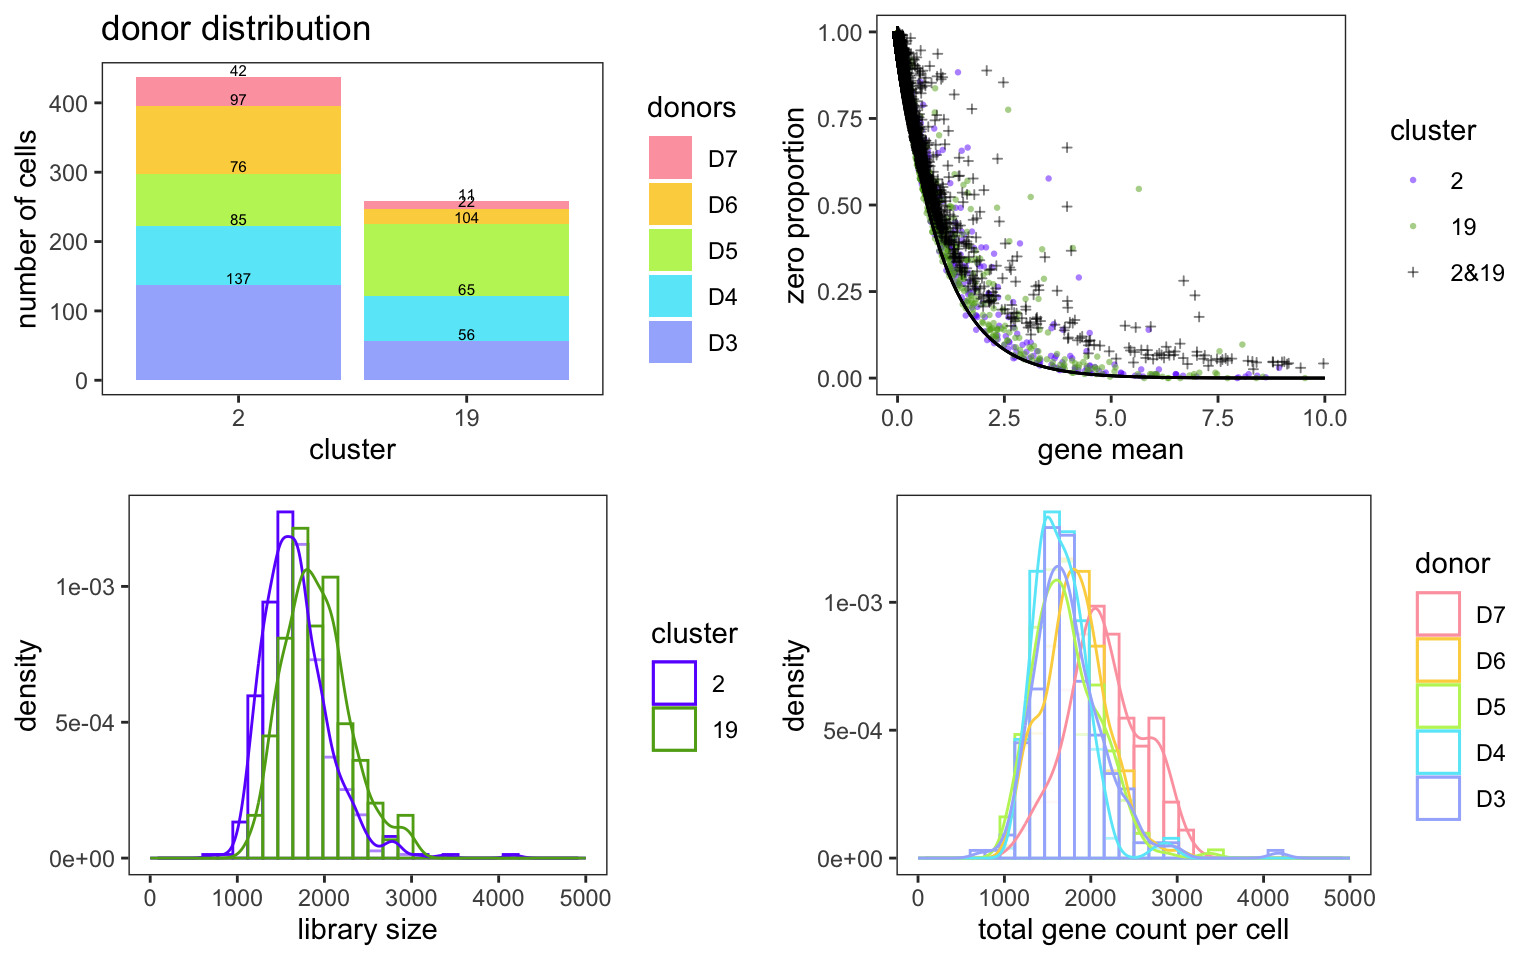 donor distribution
42
97
76
85
137
11
22
104
65
56
400
300
200
100
0
number of cells
2
19
cluster
donors
D7
D6
D5
D4
D3
1.00
0.75
0.50
0.25
0.00
zero proportion
0.0
2.5
5.0
7.5
10.0
gene mean
cluster
2
19
2&19
1e-03
5e-04
0e+00
density
0
1000
2000
3000
4000
5000
library size
cluster
2
19
1e-03
5e-04
0e+00
density
0
1000
2000
3000
4000
5000
total gene count per cell
donor
D7
D6
D5
D4
D3